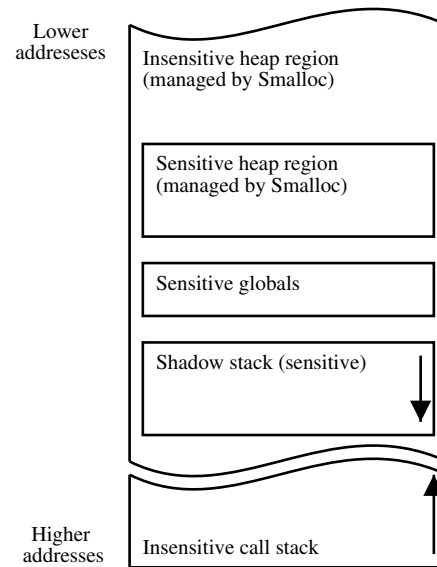 Lower
addreseses
Insensitive heap region
(managed by Smalloc)
Sensitive heap region
(managed by Smalloc)
Sensitive globals
Shadow stack (sensitive)
Higher
addresses
Insensitive call stack